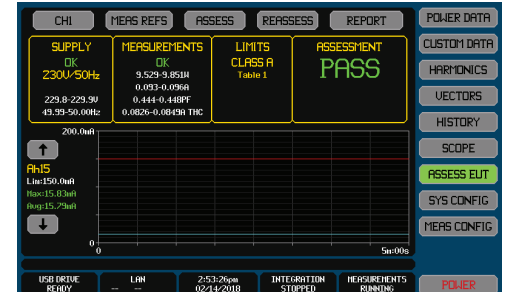 CH1 MEAS REFS ASSESS REASSESS REPORT POWER DATA
SUPPLY MEASUREMENTS LIMITS ASSESSMENT CUSTOM DATA
OK OK CLASS A PASS HARMONICS
230V/50Hz 9.529-9.851W Table 1
0.093-0.096A
229.8-229.9V 0.444-0.448PF VECTORS
49.99-50.00Hz 0.0826-0.0849A THC
HISTORY
200.0mA
SCOPE
Ah15 ASSESS EUT
Lim:150.0mA
Max:15.83mA
Avg:15.79mA SYS CONFIG
MEAS CONFIG
0
0 5m:00s
USB DRIVE LAN 2:53:26pm INTEGRATION MEASUREMENTS POWER
READY -- -- 02/14/2018 STOPPED RUNNING